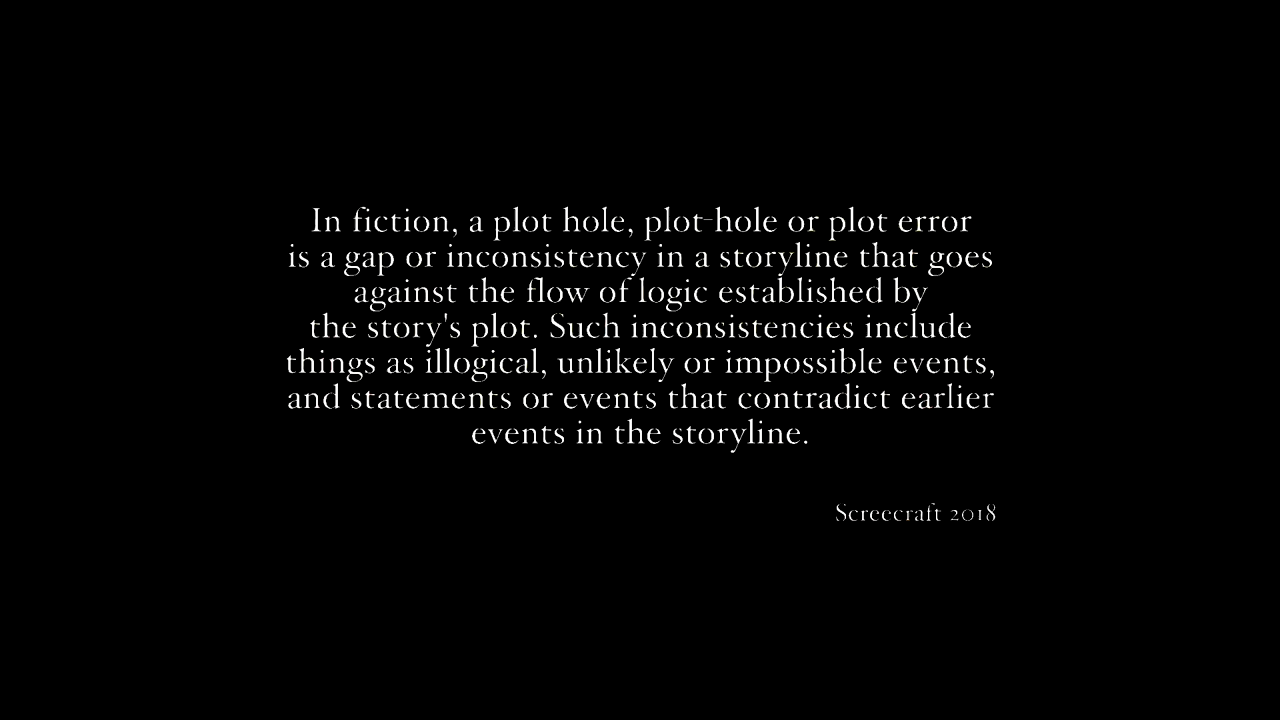 In fiction, a plot hole, plot-hole or plot error
is a gap or inconsistency in a storyline that goes
against the flow of logic established by
the story's plot. Such inconsistencies include
things as illogical, unlikely or impossible events,
and statements or events that contradict earlier
events in the storyline.
Screecraft 2018